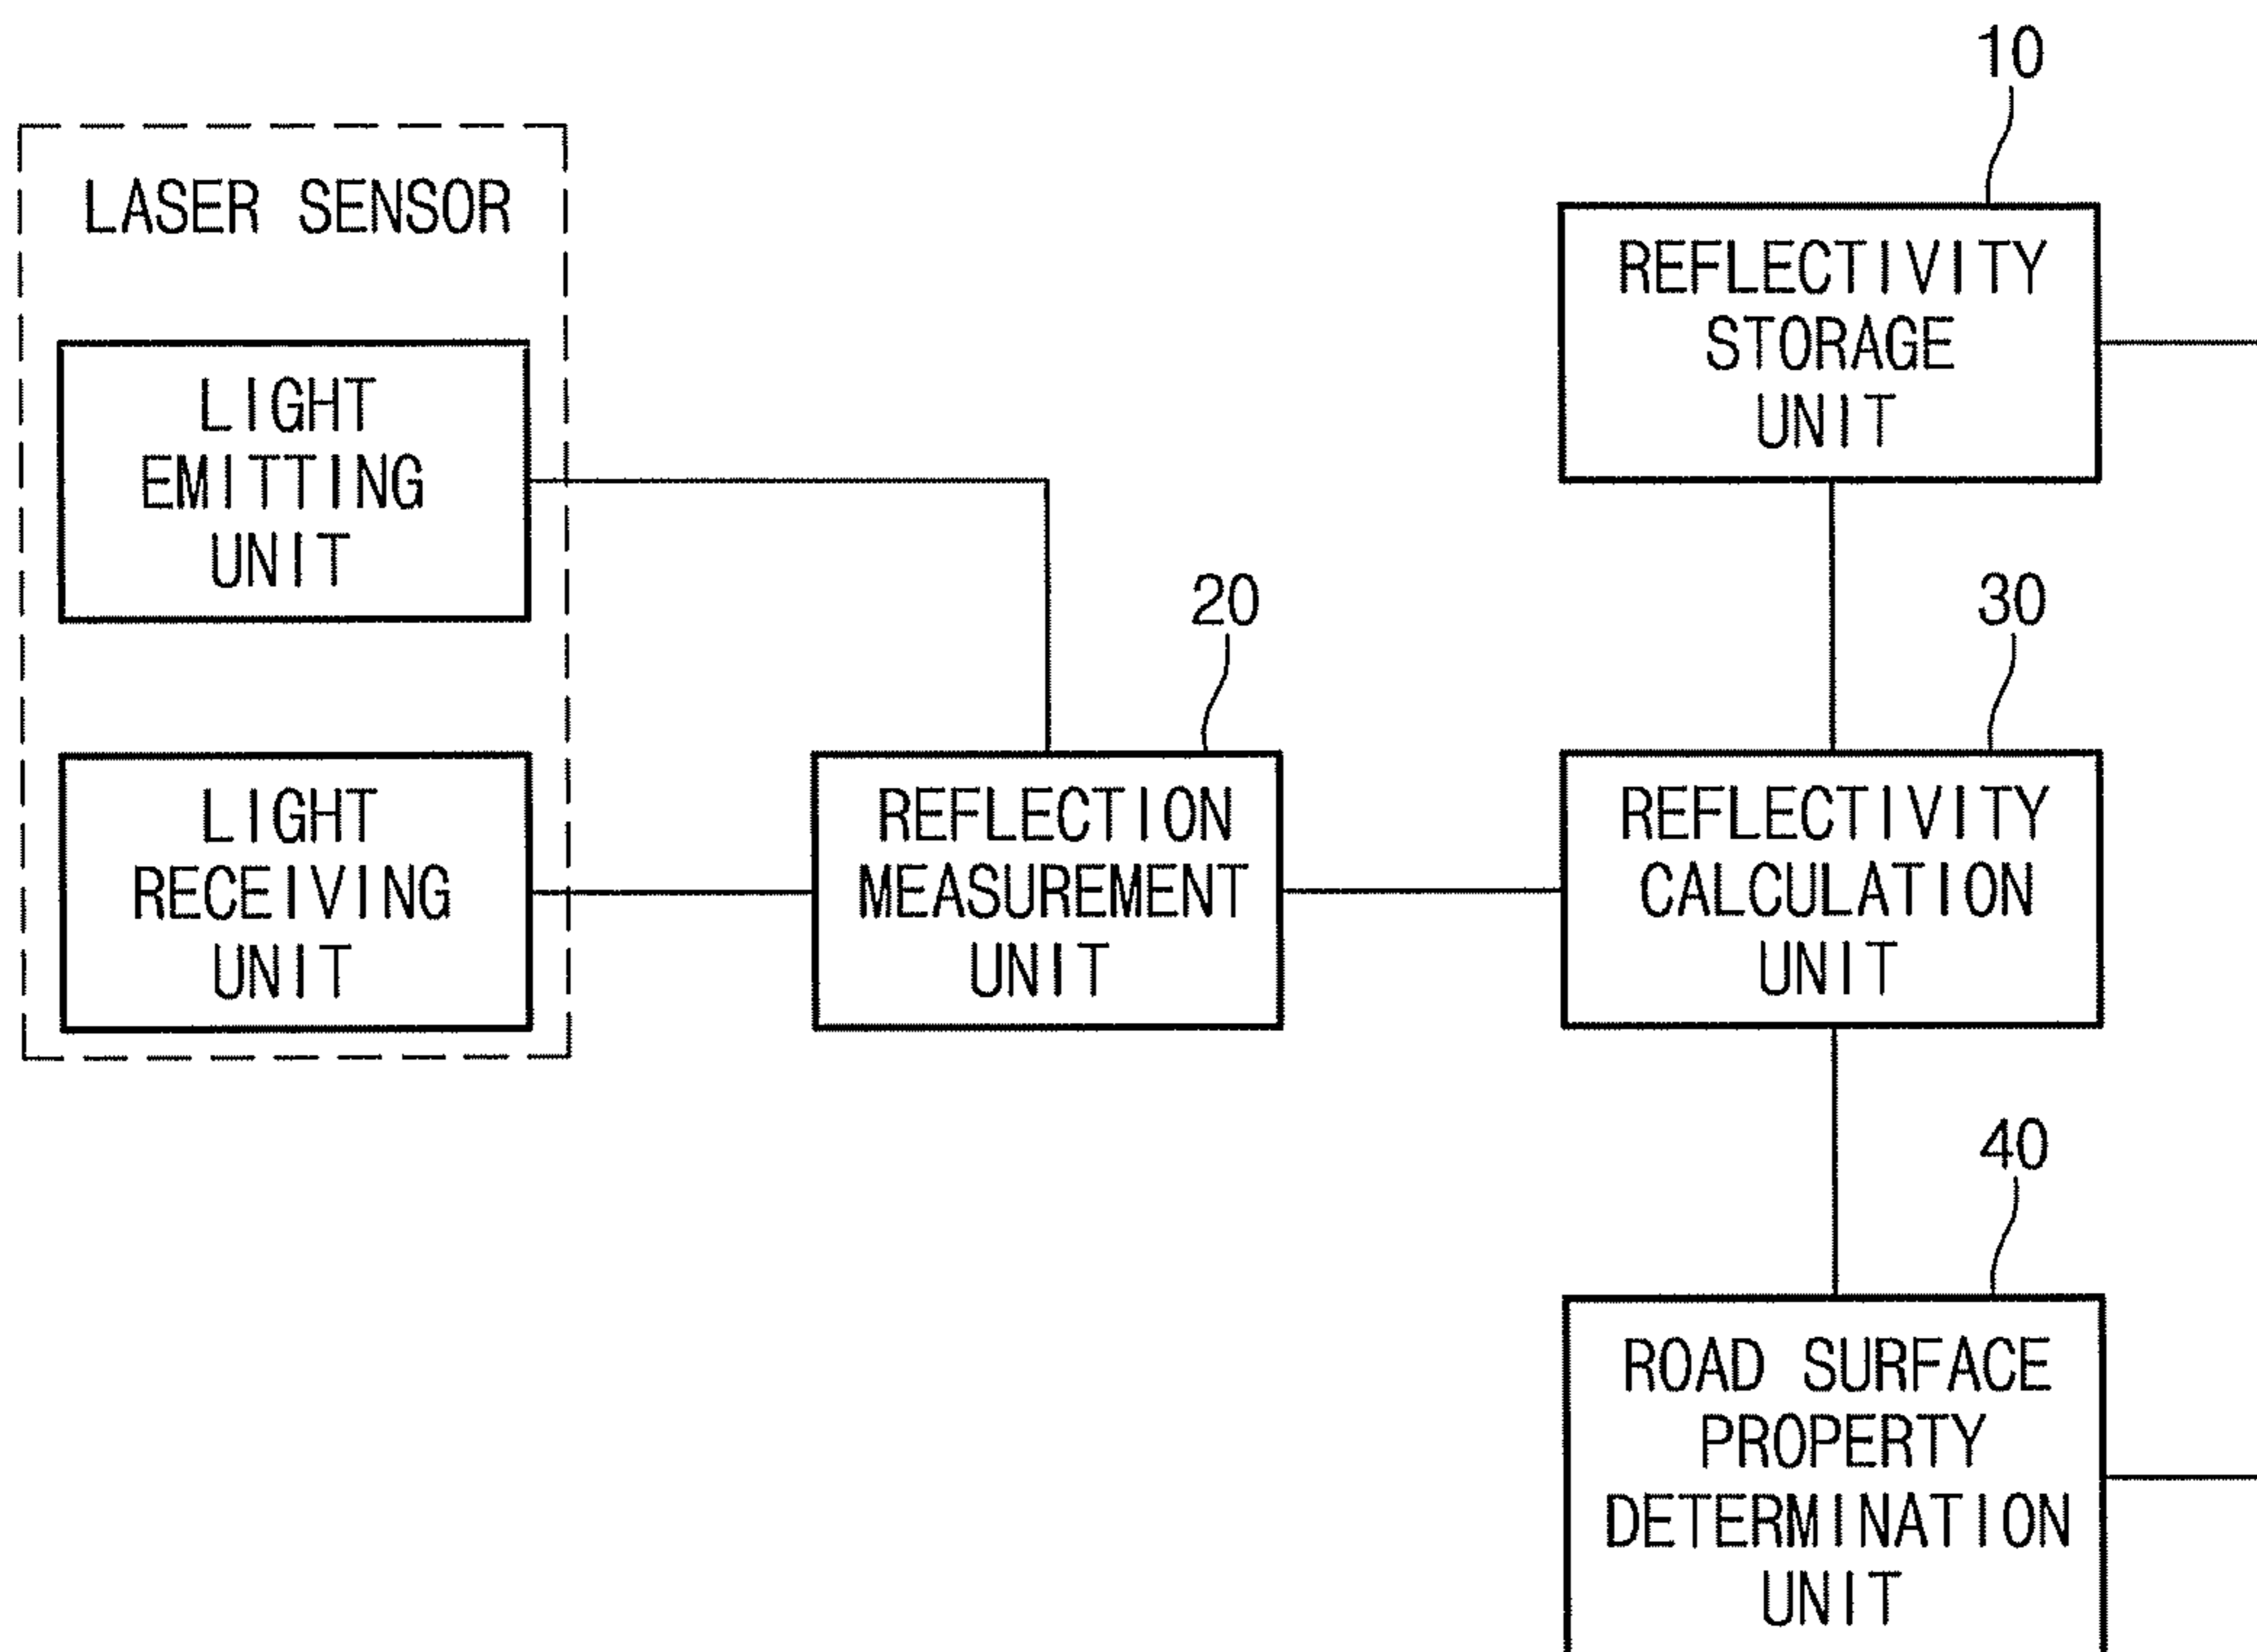 10
LASER SENSOR
REFLECTIVITY
STORAGE
UNIT
LIGHT
EMITTING
UNIT
20
30
LIGHT
RECEIVING
UNIT
REFLECTION
MEASUREMENT
UNIT
REFLECTIVITY
CALCULATION
UNIT
40
ROAD SURFACE
PROPERTY
DETERMINATION
UNIT